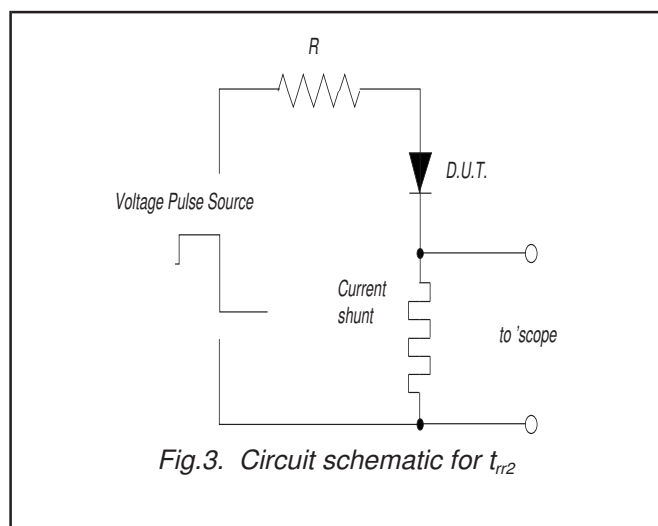 R
D.U.T.
Voltage Pulse Source
Current
shunt
to 'scope
Fig.3. Circuit schematic for trr2